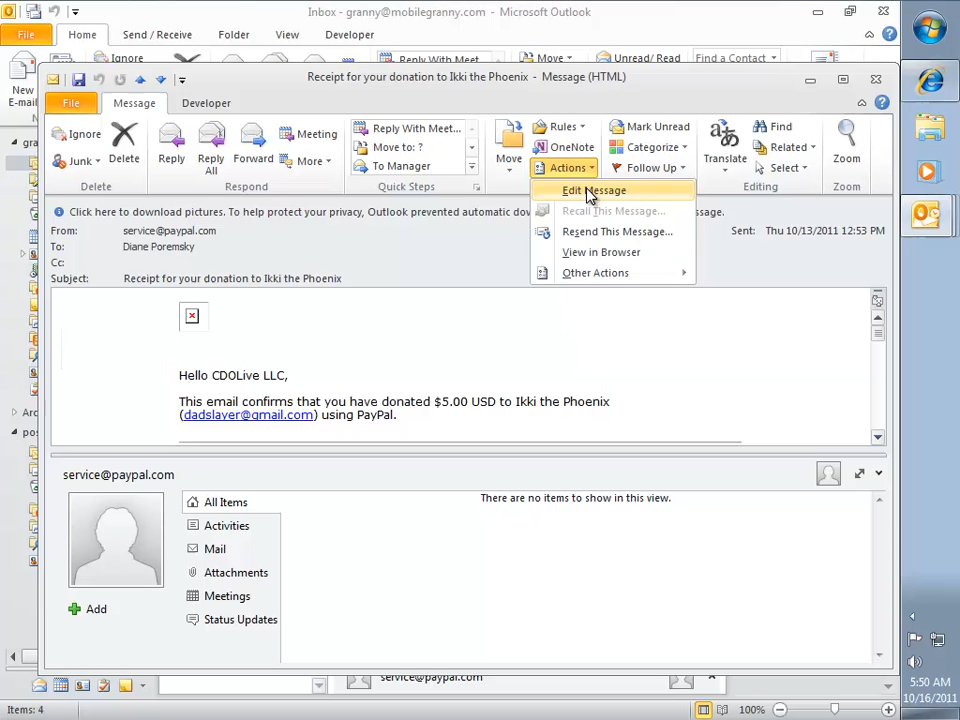 Inbox - granny@mobilegranny.com - Microsoft Outlook
File Home Send / Receive Folder View Developer
Ignore Reply With Meet... Move Unread/ Read Find a Contact
New
E-mail
Receipt for your donation to Ikki the Phoenix - Message (HTML)
File Message Developer
Ignore
Junk
Delete
Delete
Reply
Reply
All
Forward
Meeting
More
Respond
Reply With Meet...
Move to: ?
To Manager
Quick Steps
Move
Rules
OneNote
Actions
Mark Unread
Categorize
Follow Up
Translate
Find
Related
Select
Editing
Zoom
Zoom
Edit Message
Recall This Message...
Resend This Message...
View in Browser
Other Actions
Click here to download pictures. To help protect your privacy, Outlook prevented automatic do
ssage.
From: service@paypal.com
Sent: Thu 10/13/2011 12:53 PM
To: Diane Poremsky
Cc:
Subject: Receipt for your donation to Ikki the Phoenix
Hello CDOLive LLC,
This email confirms that you have donated $5.00 USD to Ikki the Phoenix
(dadslayer@gmail.com) using PayPal.
service@paypal.com
All Items
Activities
Mail
Attachments
Meetings
Status Updates
There are no items to show in this view.
Add
gra
Arc
pos
service@paypal.com
Items: 4
100%
5:50 AM
10/16/2011